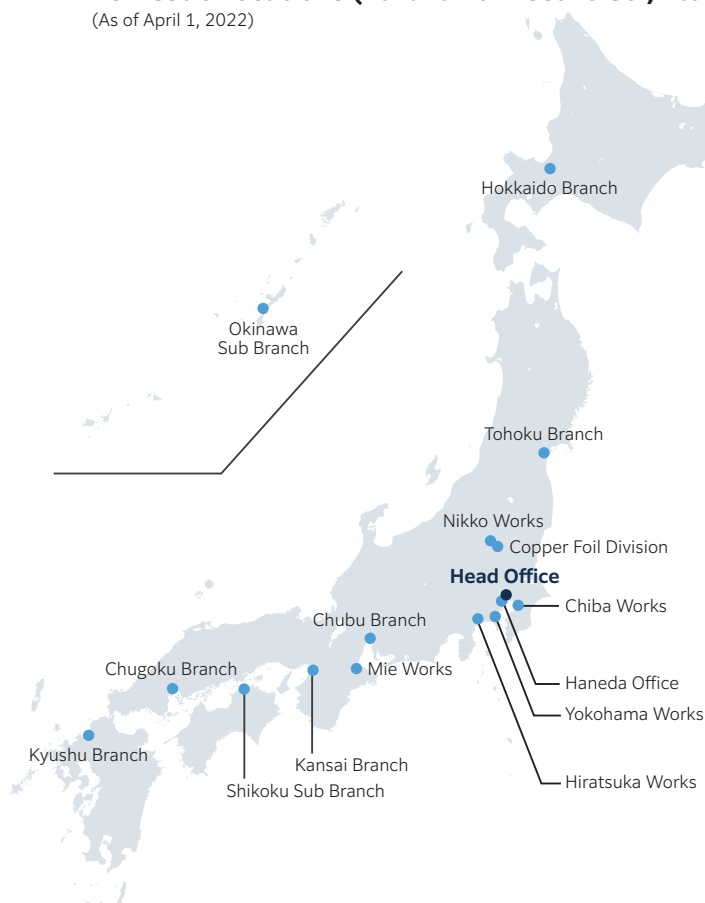 (As of April 1, 2022)
Hokkaido Branch
Okinawa
Sub Branch
Tohoku Branch
Nikko Works
Copper Foil Division
Head Office
Chiba Works
Chubu Branch
Chugoku Branch
Mie Works
Haneda Office
Yokohama Works
Kyushu Branch
Kansai Branch
Hiratsuka Works
Shikoku Sub Branch